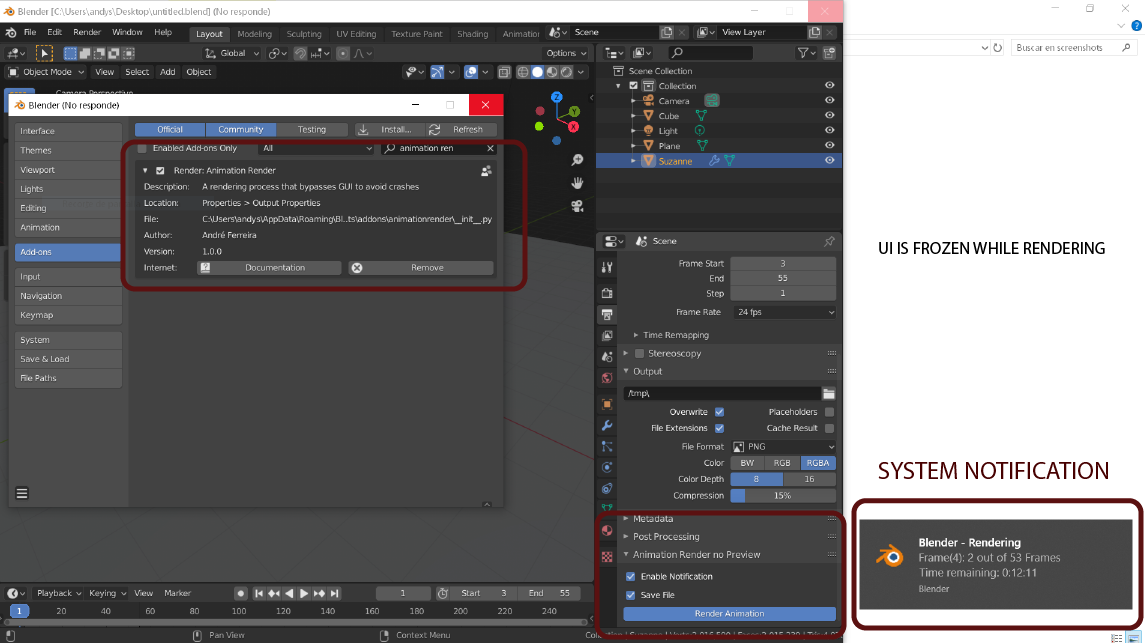 Blender [C:\Users\andys\Desktop\untitled.blend] (No responde)
File Edit Render Window Help Layout Modeling Sculpting UV Editing Texture Paint Shading Animation Scene View Layer
Global Options
Object Mode View Select Add Object
Camera Perspective
Buscar en screenshots
Scene Collection
Collection
Camera
Cube
Light
Plane
Suzanne
Blender (No responde)
Interface
Themes
Viewport
Lights
Editing
Animation
Add-ons
Input
Navigation
Keymap
System
Save & Load
File Paths
Official Community Testing Install... Refresh
Enabled Add-ons Only All animation ren
Render: Animation Render
Description: A rendering process that bypasses GUI to avoid crashes
Location: Properties > Output Properties
File: C:\Users\andys\AppData\Roaming\Bl..ts\addons\animationrender\__init__.py
Author: André Ferreira
Version: 1.0.0
Internet: Documentation Remove
Scene
Frame Start 3
End 55
Step 1
Frame Rate 24 fps
Time Remapping
Stereoscopy
Output
/tmp\
Overwrite Placeholders
File Extensions Cache Result
File Format PNG
Color BW RGB RGBA
Color Depth 8 16
Compression 15%
Metadata
Post Processing
Animation Render no Preview
Enable Notification
Save File
Render Animation
UI IS FROZEN WHILE RENDERING
SYSTEM NOTIFICATION
Blender - Rendering
Frame(4): 2 out of 53 Frames
Time remaining: 0:12:11
Blender
Playback Keying View Marker 1 Start 3 End 55
1 20 40 60 80 100 120 140 160 180 200 220 240
Pan View Context Menu